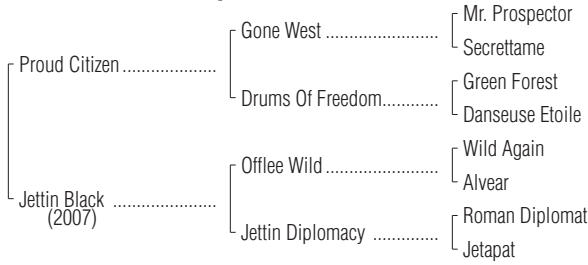 Mr. Prospector
Gone West ....................
Secrettame
Proud Citizen ....................
Green Forest
Drums Of Freedom............
Danseuse Etoile
Wild Again
Offlee Wild ....................
Alvear
Jettin Black ....................
(2007)
Roman Diplomat
Jettin Diplomacy ..............
Jetapat